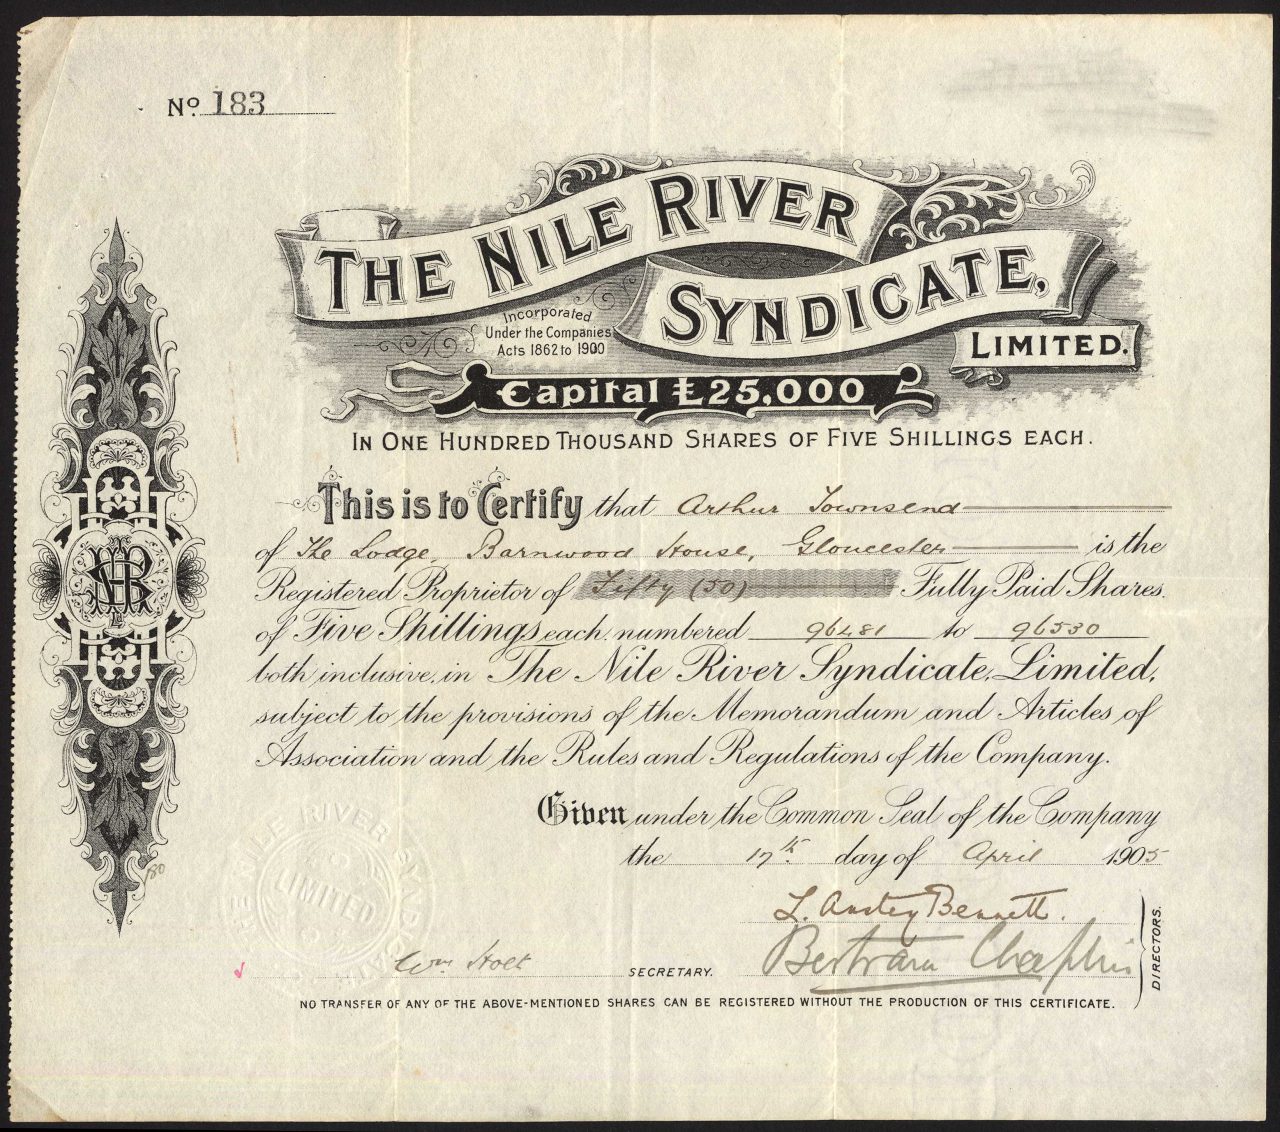 No. 183
THE NILE RIVER
SYNDICATE,
LIMITED.
Incorporated
Under the Companies
Acts 1862 to 1900
Capital £25,000
IN ONE HUNDRED THOUSAND SHARES OF FIVE SHILLINGS EACH.
This is to Certify that Arthur Townsend
of The Lodge, Barnwood House, Gloucester is the
Registered Proprietor of Fifty (50) Fully Paid Shares
of Five Shillings each, numbered 96481 to 96530
both inclusive, in The Nile River Syndicate, Limited,
subject to the provisions of the Memorandum and Articles of
Association and the Rules and Regulations of the Company.
Given under the Common Seal of the Company
the 17th day of April 1905
L. Anstey Bennett.
Bertram Chaplin
DIRECTORS.
Wm Holt
SECRETARY.
NO TRANSFER OF ANY OF THE ABOVE-MENTIONED SHARES CAN BE REGISTERED WITHOUT THE PRODUCTION OF THIS CERTIFICATE.
THE NILE RIVER SYNDICATE
LIMITED